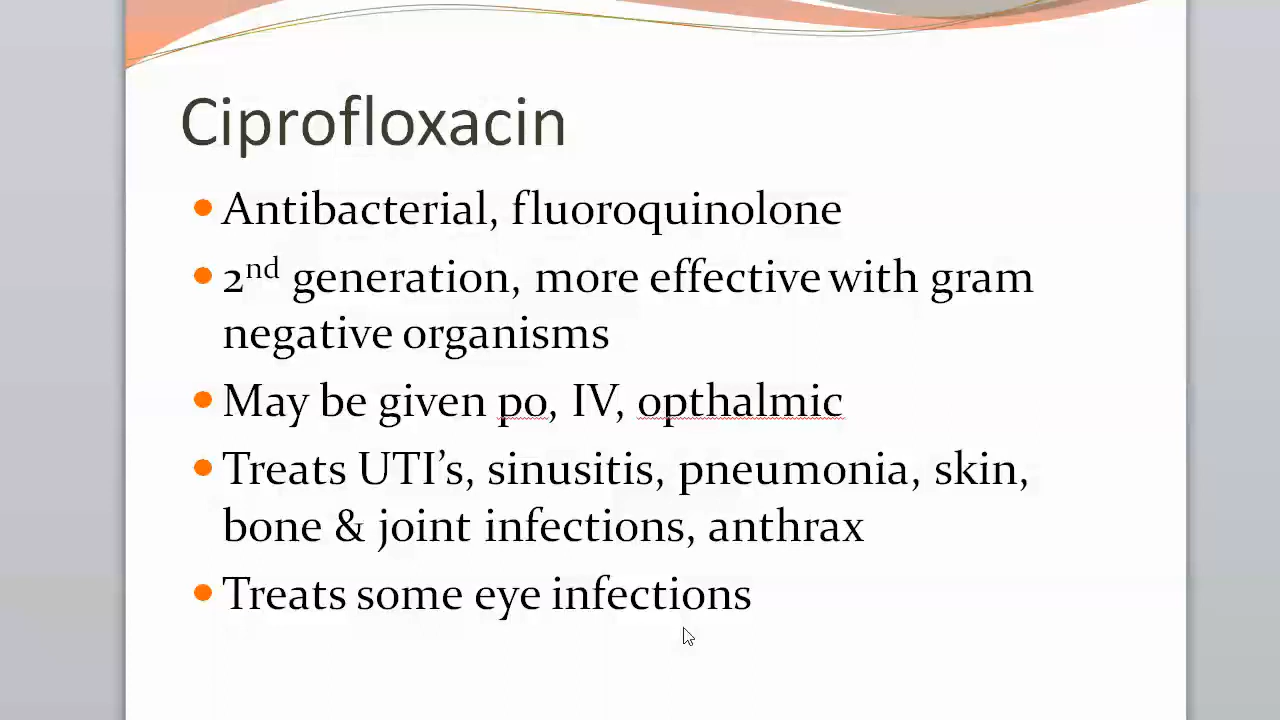 Ciprofloxacin
• Antibacterial, fluoroquinolone
• 2nd generation, more effective with gram
negative organisms
• May be given po, IV, opthalmic
• Treats UTI’s, sinusitis, pneumonia, skin,
bone & joint infections, anthrax
• Treats some eye infections